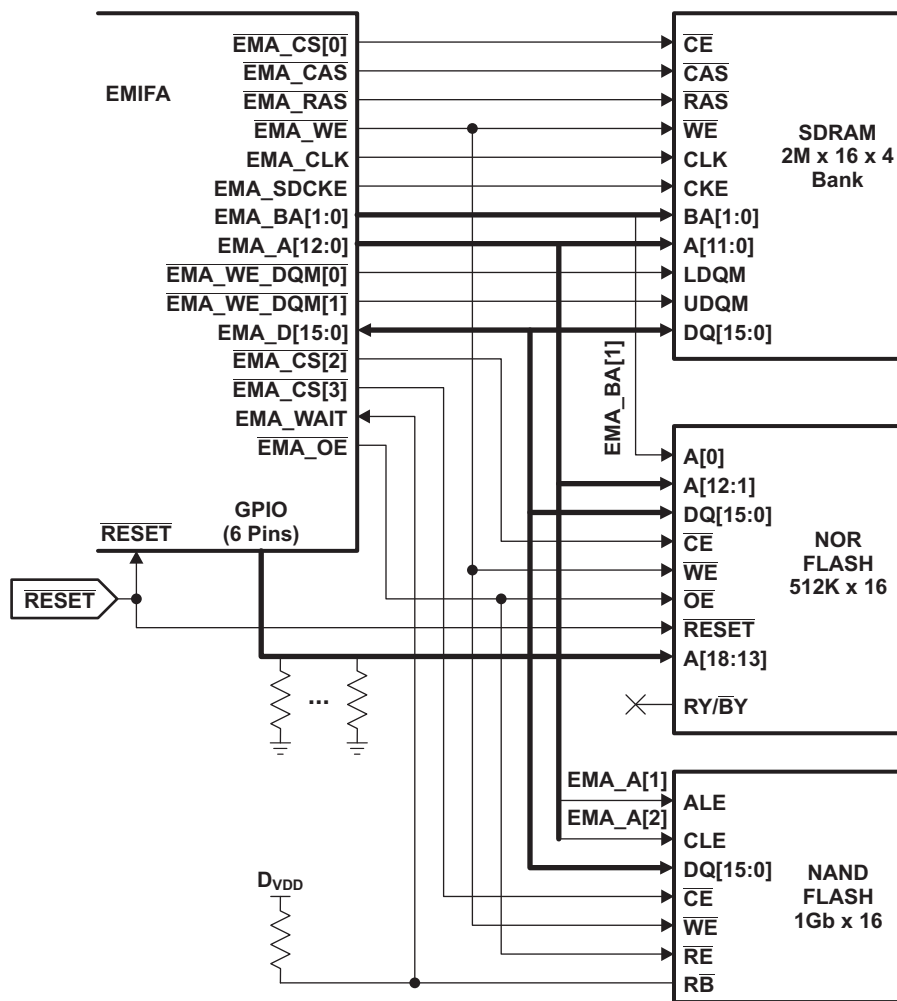 EMIFA
EMA_CS[0]
EMA_CAS
EMA_RAS
EMA_WE
EMA_CLK
EMA_SDCKE
EMA_BA[1:0]
EMA_A[12:0]
EMA_WE_DQM[0]
EMA_WE_DQM[1]
EMA_D[15:0]
EMA_CS[2]
EMA_CS[3]
EMA_WAIT
EMA_OE
GPIO
(6 Pins)
RESET
RESET
...
DVDD
CE
CAS
RAS
WE
CLK
CKE
BA[1:0]
A[11:0]
LDQM
UDQM
DQ[15:0]
SDRAM
2M x 16 x 4
Bank
EMA_BA[1]
A[0]
A[12:1]
DQ[15:0]
CE
WE
OE
RESET
A[18:13]
RY/BY
NOR
FLASH
512K x 16
EMA_A[1]
EMA_A[2]
ALE
CLE
DQ[15:0]
CE
WE
RE
RB
NAND
FLASH
1Gb x 16